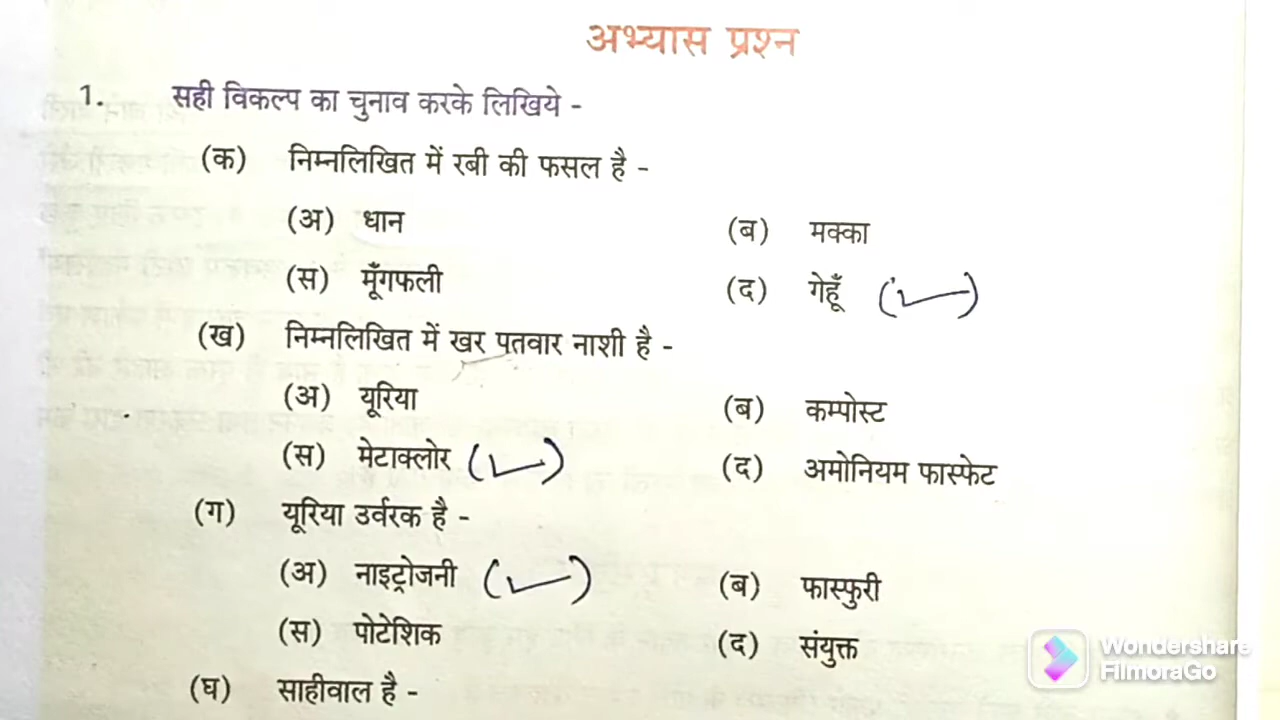 अभ्यास प्रश्न
1. सही विकल्प का चुनाव करके लिखिये -
(क) निम्नलिखित में रबी की फसल है -
(अ) धान (ब) मक्का
(स) मूँगफली (द) गेहूँ (✓)
(ख) निम्नलिखित में खर पतवार नाशी है -
(अ) यूरिया (ब) कम्पोस्ट
(स) मेटाक्लोर (✓) (द) अमोनियम फास्फेट
(ग) यूरिया उर्वरक है -
(अ) नाइट्रोजनी (✓) (ब) फास्फुरी
(स) पोटेशिक (द) संयुक्त
(घ) साहीवाल है -
Wondershare
FilmoraGo